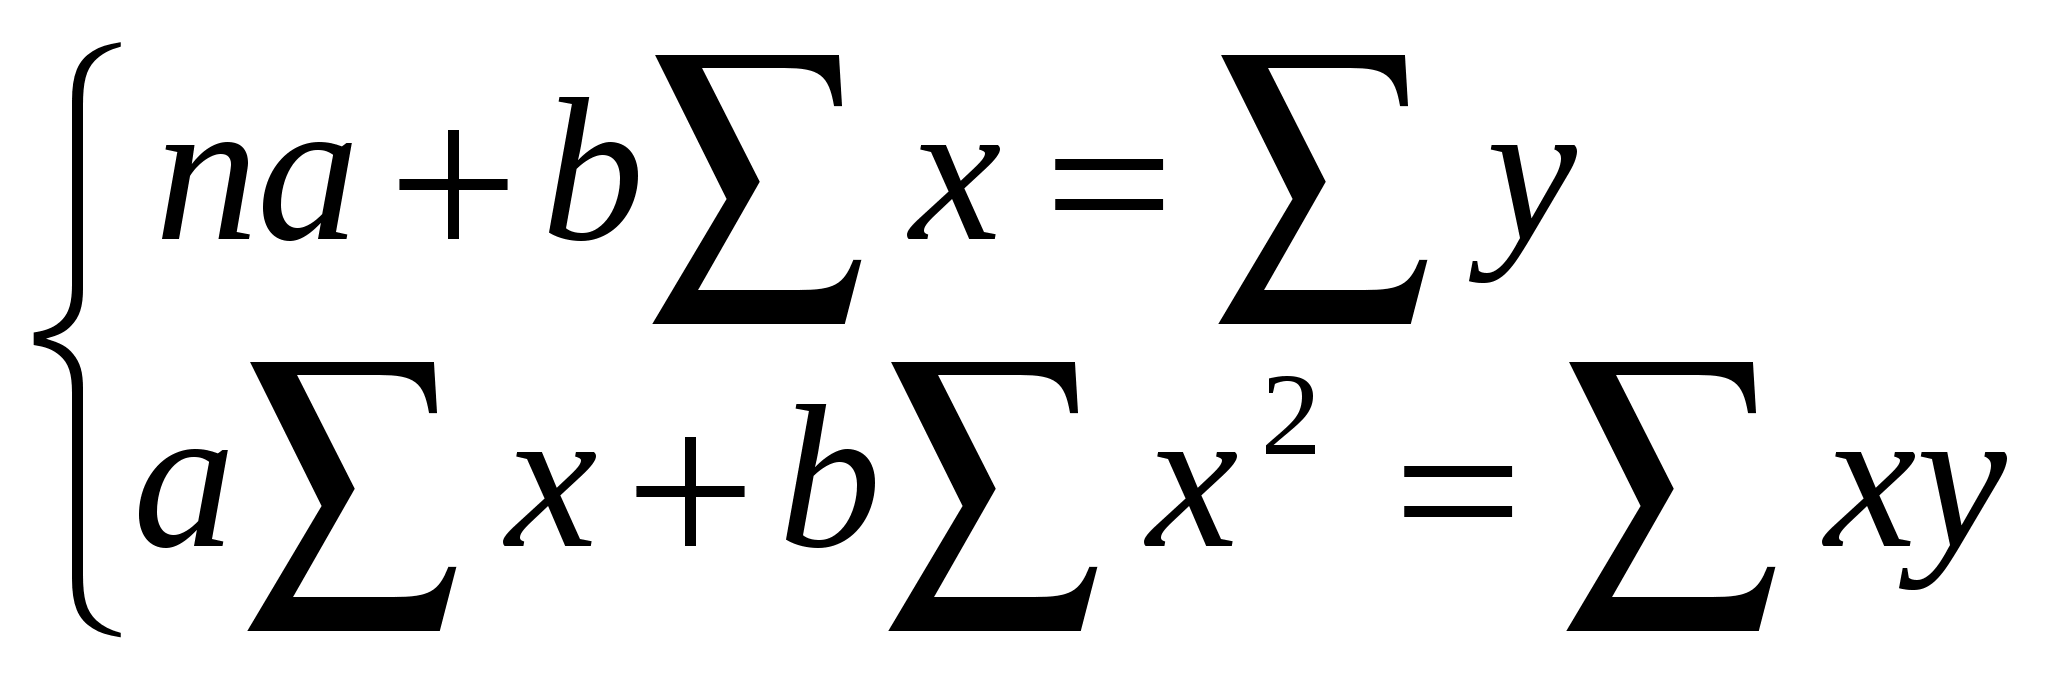 na + b∑x = ∑y
a∑x + b∑x² = ∑xy